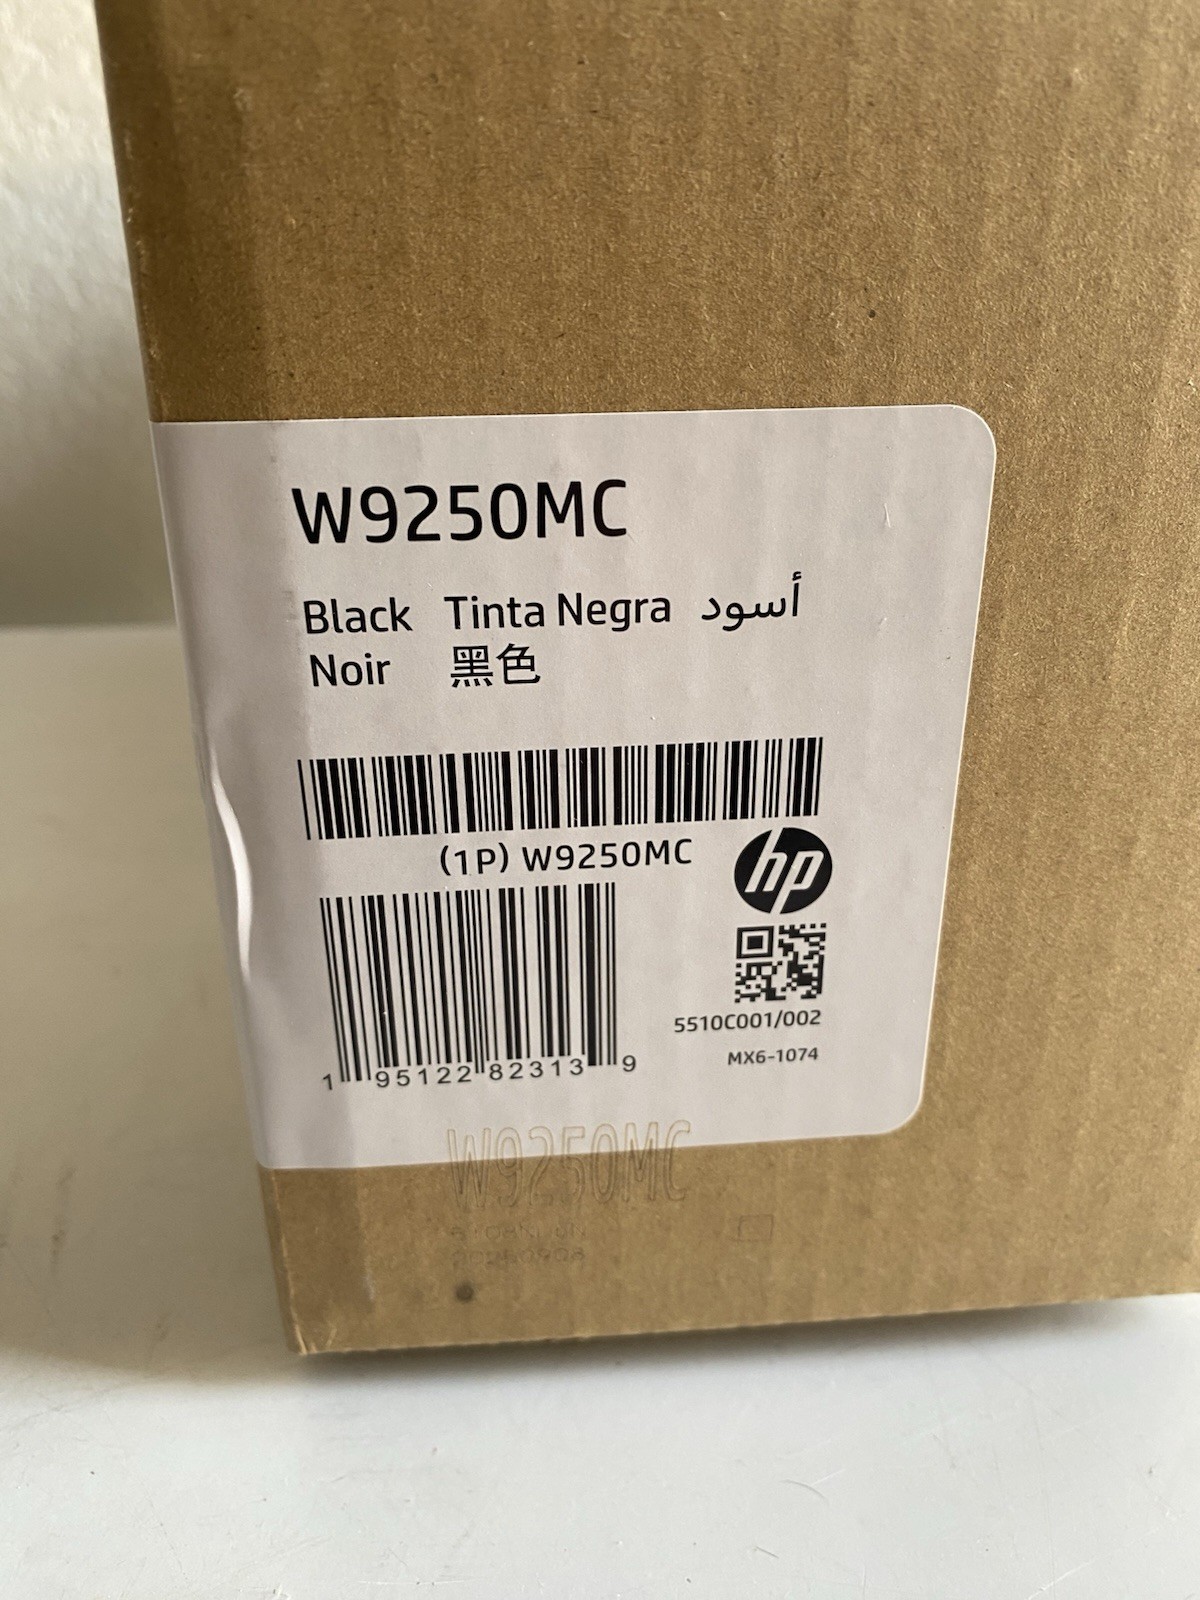 W9250MC
Black Tinta Negra أسود
Noir 黑色
(1P) W9250MC
hp
1 95122 82313 9
5510C001/002
MX6-1074
W9250MC